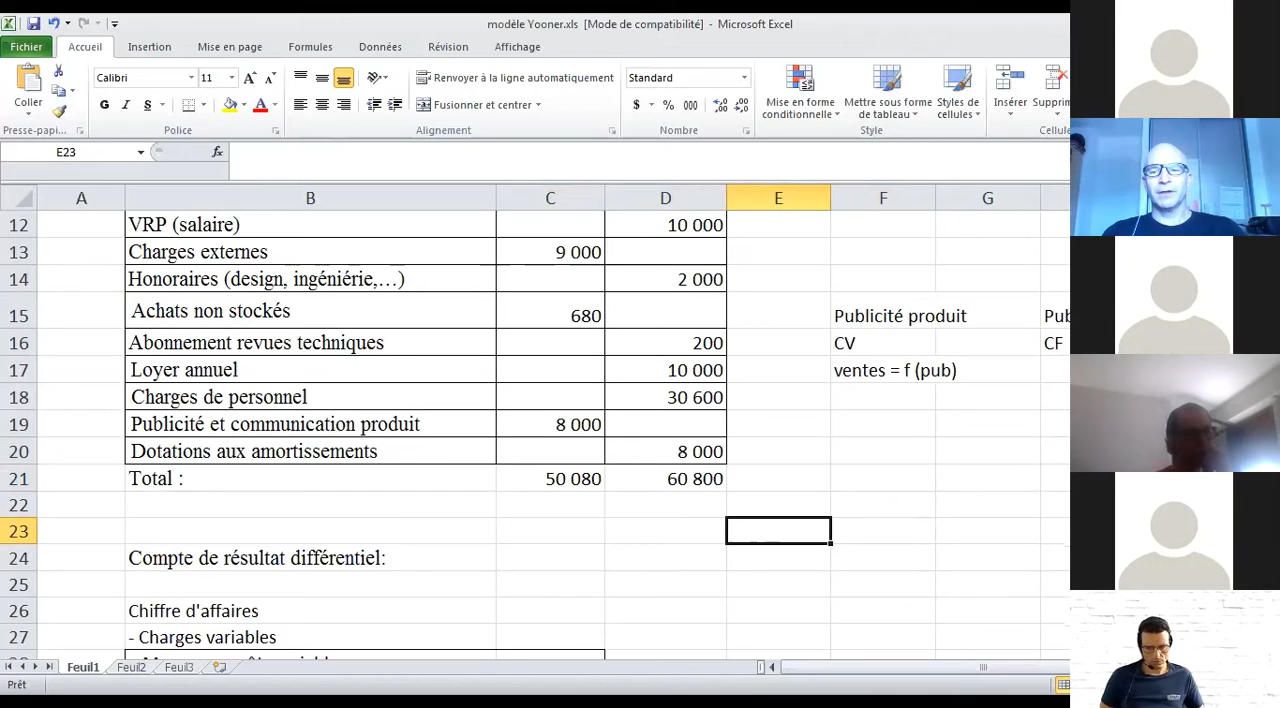 modèle Yooner.xls [Mode de compatibilité] - Microsoft Excel
Fichier Accueil Insertion Mise en page Formules Données Révision Affichage
Coller
Presse-papi...
Calibri 11
G I S
Police
Renvoyer à la ligne automatiquement
Fusionner et centrer
Alignement
Standard
$ % 000
Nombre
Mise en forme conditionnelle
Mettre sous forme de tableau
Styles de cellules
Style
Insérer
Supprim
Cellule
E23 fx
A B C D E F G
12 VRP (salaire) 10 000
13 Charges externes 9 000
14 Honoraires (design, ingéniérie,…) 2 000
15 Achats non stockés 680 Publicité produit Pub
16 Abonnement revues techniques 200 CV CF
17 Loyer annuel 10 000 ventes = f (pub)
18 Charges de personnel 30 600
19 Publicité et communication produit 8 000
20 Dotations aux amortissements 8 000
21 Total : 50 080 60 800
22
23
24 Compte de résultat différentiel:
25
26 Chiffre d'affaires
27 - Charges variables
Feuil1 Feuil2 Feuil3
Prêt